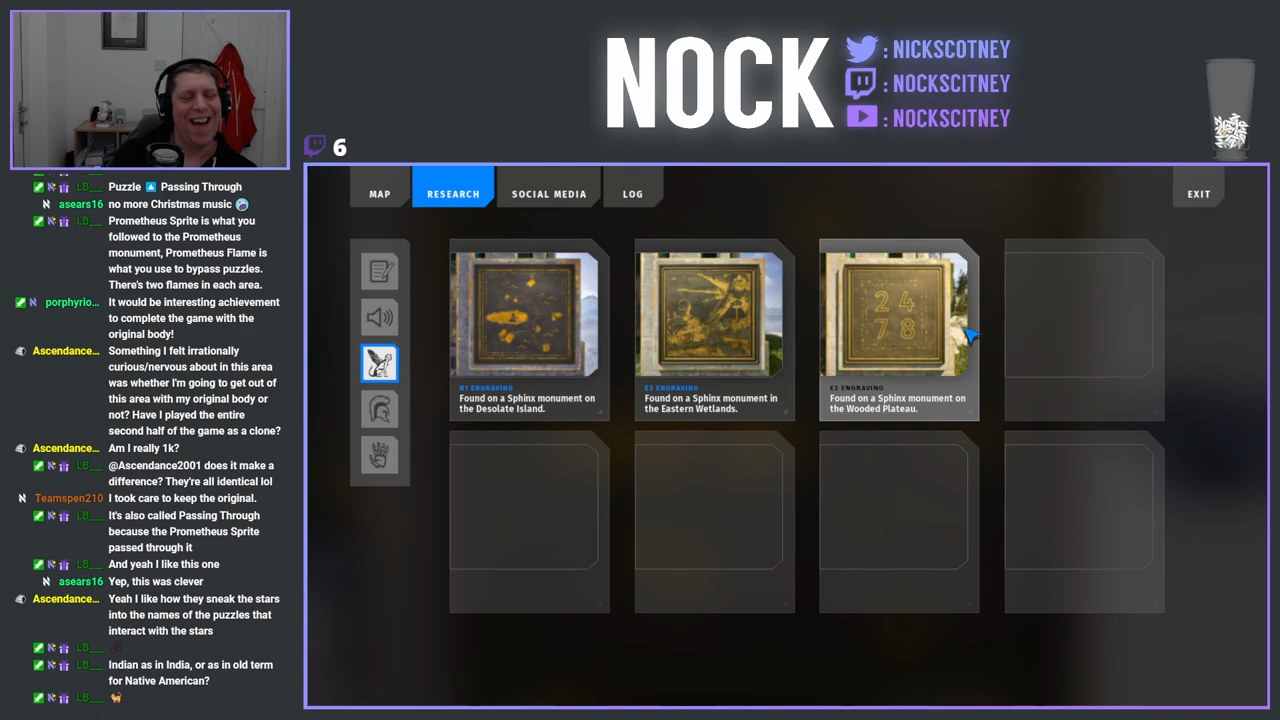 NOCK
: NICKSCOTNEY
: NOCKSCITNEY
: NOCKSCITNEY
6
MAP
RESEARCH
SOCIAL MEDIA
LOG
EXIT
LB__ Puzzle Passing Through
asears16 no more Christmas music
LB__ Prometheus Sprite is what you
followed to the Prometheus
monument, Prometheus Flame is
what you use to bypass puzzles.
There's two flames in each area.
porphyrio... It would be interesting achievement
to complete the game with the
original body!
Ascendance... Something I felt irrationally
curious/nervous about in this area
was whether I'm going to get out of
this area with my original body or
not? Have I played the entire
second half of the game as a clone?
Ascendance... Am I really 1k?
LB__ @Ascendance2001 does it make a
difference? They're all identical lol
Teamspen210 I took care to keep the original.
LB__ It's also called Passing Through
because the Prometheus Sprite
passed through it
LB__ And yeah I like this one
asears16 Yep, this was clever
Ascendance... Yeah I like how they sneak the stars
into the names of the puzzles that
interact with the stars
LB__
LB__ Indian as in India, or as in old term
for Native American?
LB__
N1 ENGRAVING
Found on a Sphinx monument on
the Desolate Island.
E3 ENGRAVING
Found on a Sphinx monument in
the Eastern Wetlands.
24
78
E2 ENGRAVING
Found on a Sphinx monument on
the Wooded Plateau.